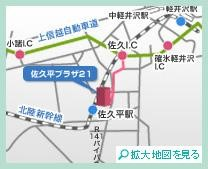 中軽井沢駅
軽井沢駅
上信越自動車道
小諸I.C
佐久I.C
碓氷軽井沢
I.C
佐久平プラザ21
北陸新幹線
佐久平駅
R
141バイパ
拡大地図を見る